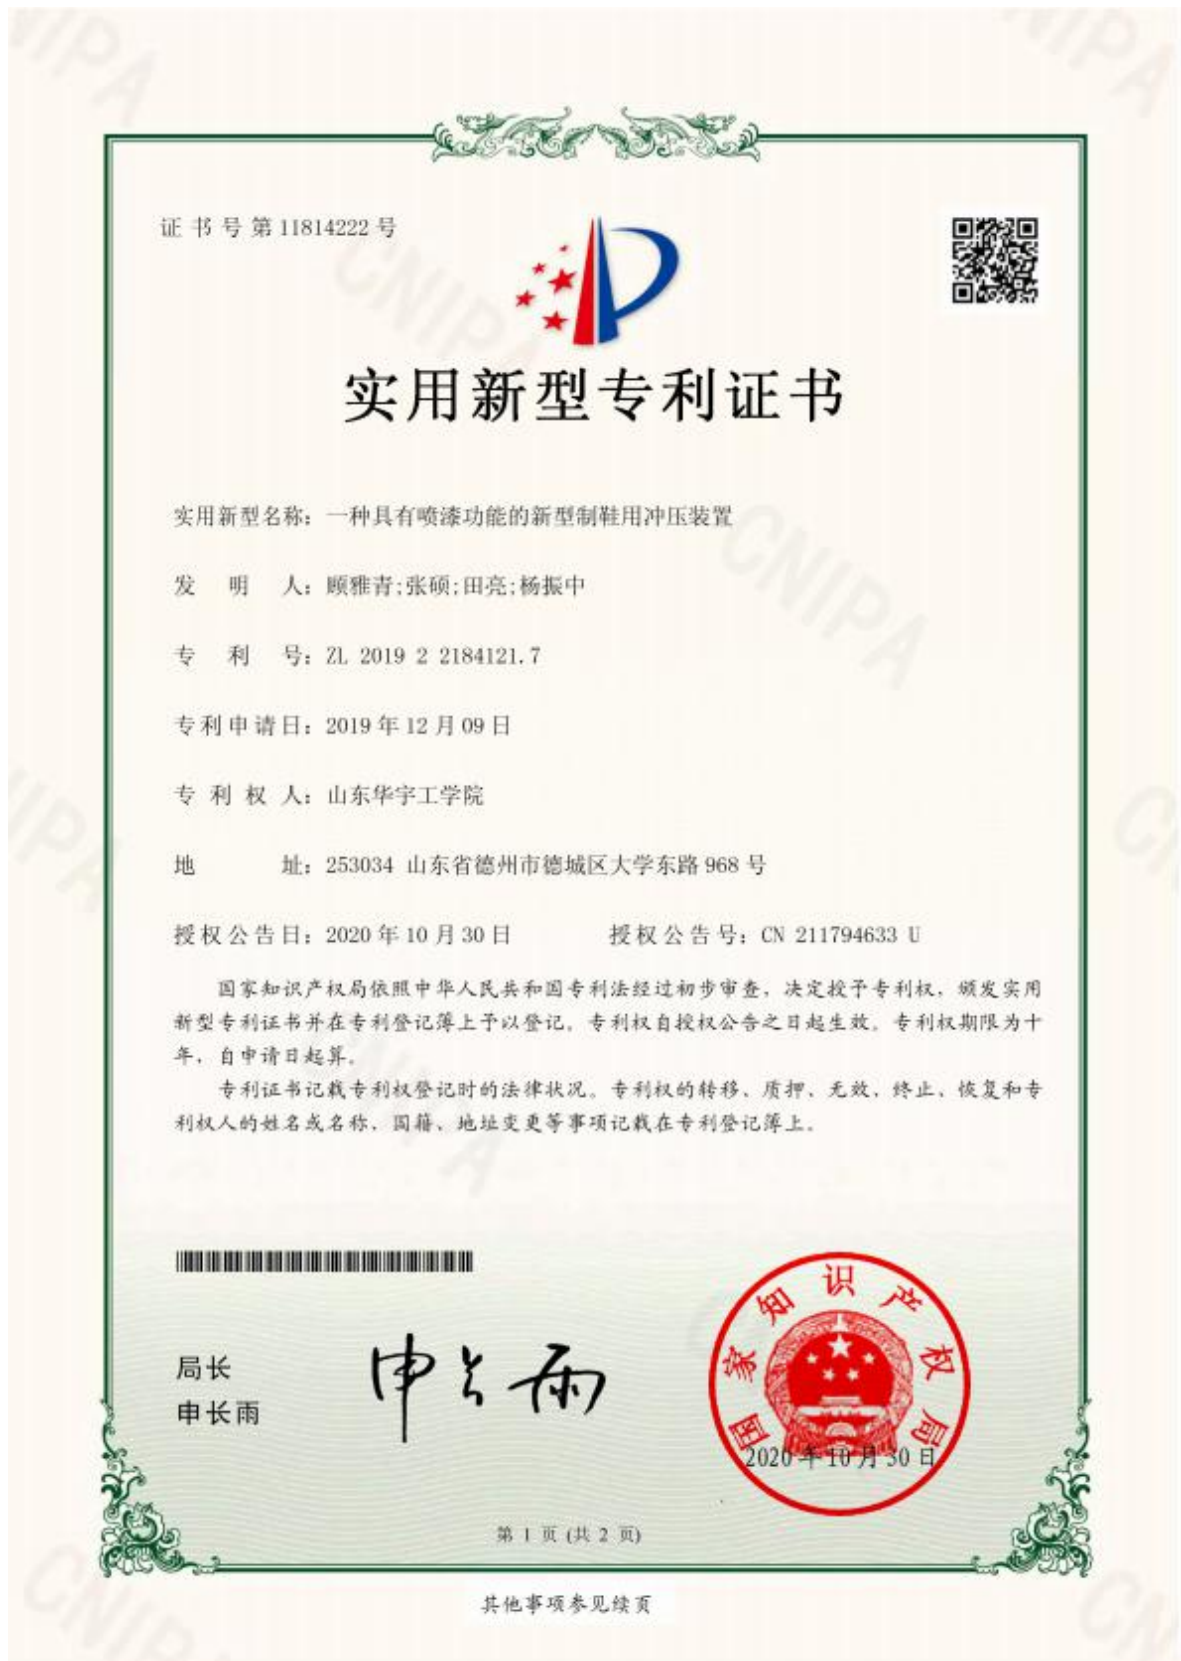 证书号第11814222号
实用新型专利证书
实用新型名称：一种具有喷漆功能的新型制鞋用冲压装置
发明人：顾雅青;张硕;田亮;杨振中
专利号：ZL 2019 2 2184121.7
专利申请日：2019年12月09日
专利权人：山东华宇工学院
地址：253034 山东省德州市德城区大学东路968号
授权公告日：2020年10月30日 授权公告号：CN 211794633 U
国家知识产权局依照中华人民共和国专利法经过初步审查，决定授予专利权，颁发实用
新型专利证书并在专利登记簿上予以登记。专利权自授权公告之日起生效。专利权期限为十
年，自申请日起算。
专利证书记载专利权登记时的法律状况。专利权的转移、质押、无效、终止、恢复和专
利权人的姓名或名称、国籍、地址变更等事项记载在专利登记簿上。
局长
申长雨
申长雨
国家知识产权局
2020年10月30日
第 1 页 (共 2 页)
其他事项参见续页
CNIPA